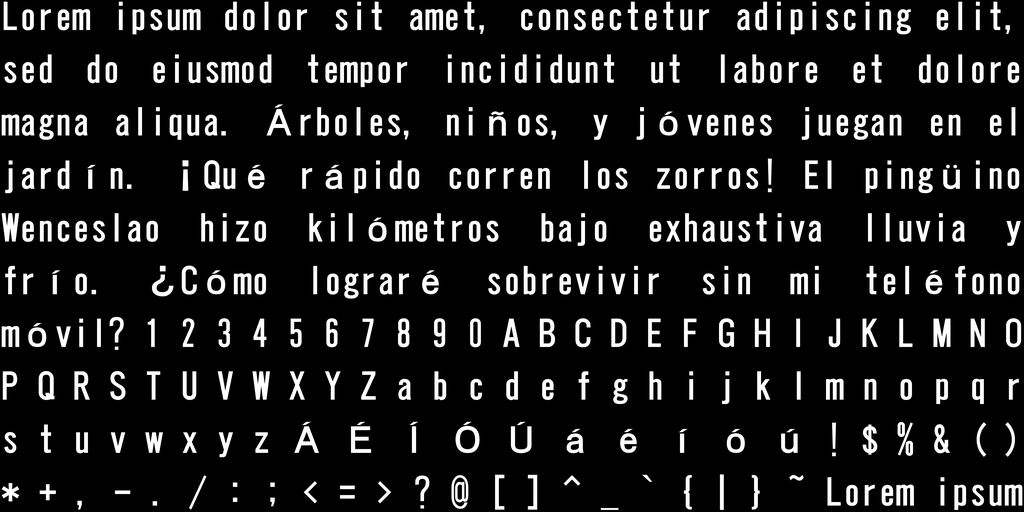 Lorem ipsum dolor sit amet, consectetur adipiscing elit,
sed do eiusmod tempor incididunt ut labore et dolore
magna aliqua. Árboles, niños, y jóvenes juegan en el
jardín. ¡Qué rápido corren los zorros! El pingüino
Wenceslao hizo kilómetros bajo exhaustiva lluvia y
frío. ¿Cómo lograré sobrevivir sin mi teléfono
móvil? 1 2 3 4 5 6 7 8 9 0 A B C D E F G H I J K L M N O
P Q R S T U V W X Y Z a b c d e f g h i j k l m n o p q r
s t u v w x y z Á É Í Ó Ú á é í ó ú ! $ % & ( )
* + , - . / : ; < = > ? @ [ ] ^ _ ` { | } ~ Lorem ipsum